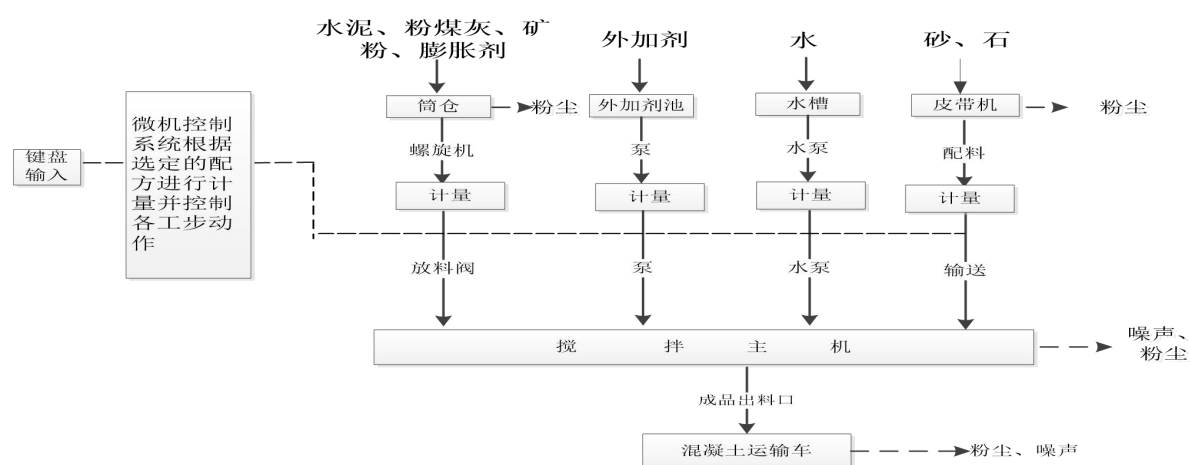 水泥、粉煤灰、矿
粉、膨胀剂
外加剂
水
砂、石
筒仓
粉尘
外加剂池
水槽
皮带机
粉尘
键盘
输入
微机控制
系统根据
选定的配
方进行计
量并控制
各工步动
作
螺旋机
泵
水泵
配料
计量
计量
计量
计量
放料阀
泵
水泵
输送
搅拌主机
噪声、
粉尘
成品出料口
混凝土运输车
粉尘、噪声